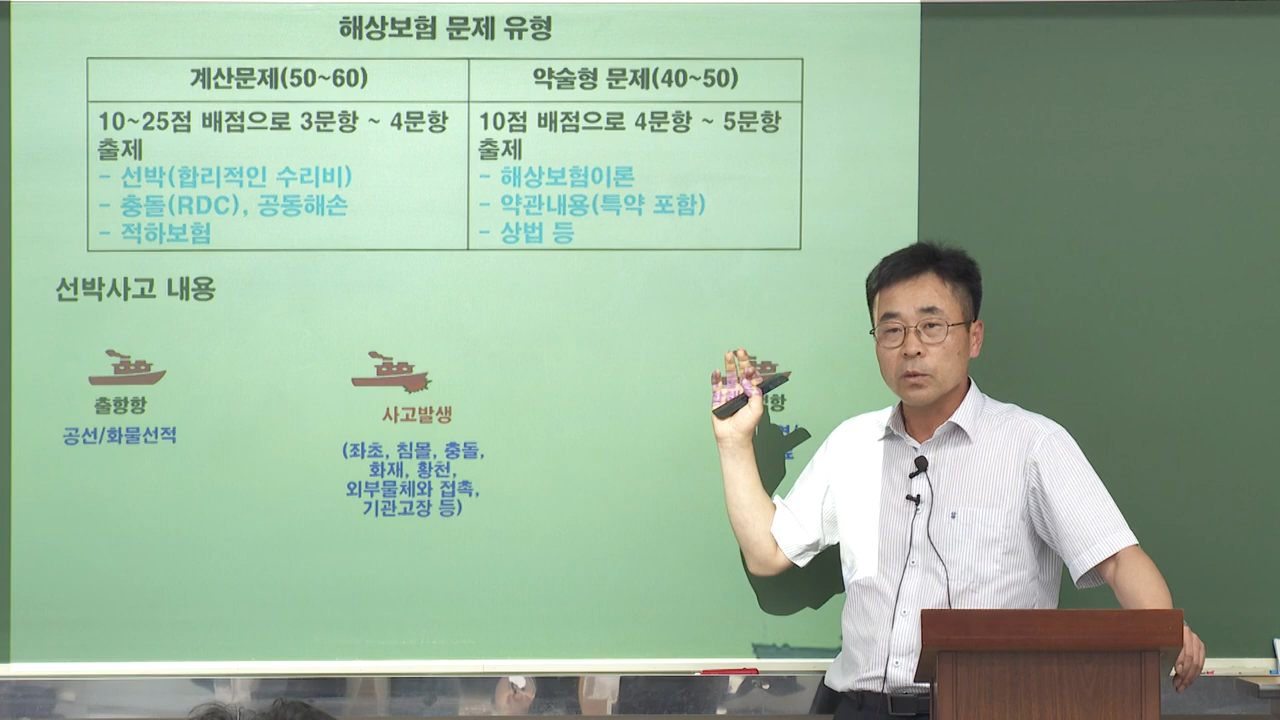 해상보험 문제 유형
계산문제(50~60)
약술형 문제(40~50)
10~25점 배점으로 3문항 ~ 4문항
출제
- 선박(합리적인 수리비)
- 충돌(RDC), 공동해손
- 적하보험
10점 배점으로 4문항 ~ 5문항
출제
- 해상보험이론
- 약관내용(특약 포함)
- 상법 등
선박사고 내용
출항항
공선/화물선적
사고발생
(좌초, 침몰, 충돌,
화재, 황천,
외부물체와 접촉,
기관고장 등)